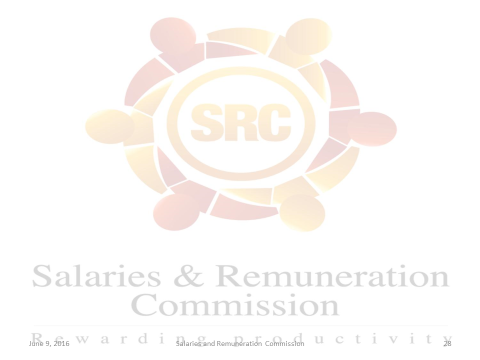 SRC
Salaries & Remuneration
Commission
Rewarding productivity
June 9, 2016 Salaries and Remuneration Commission 28